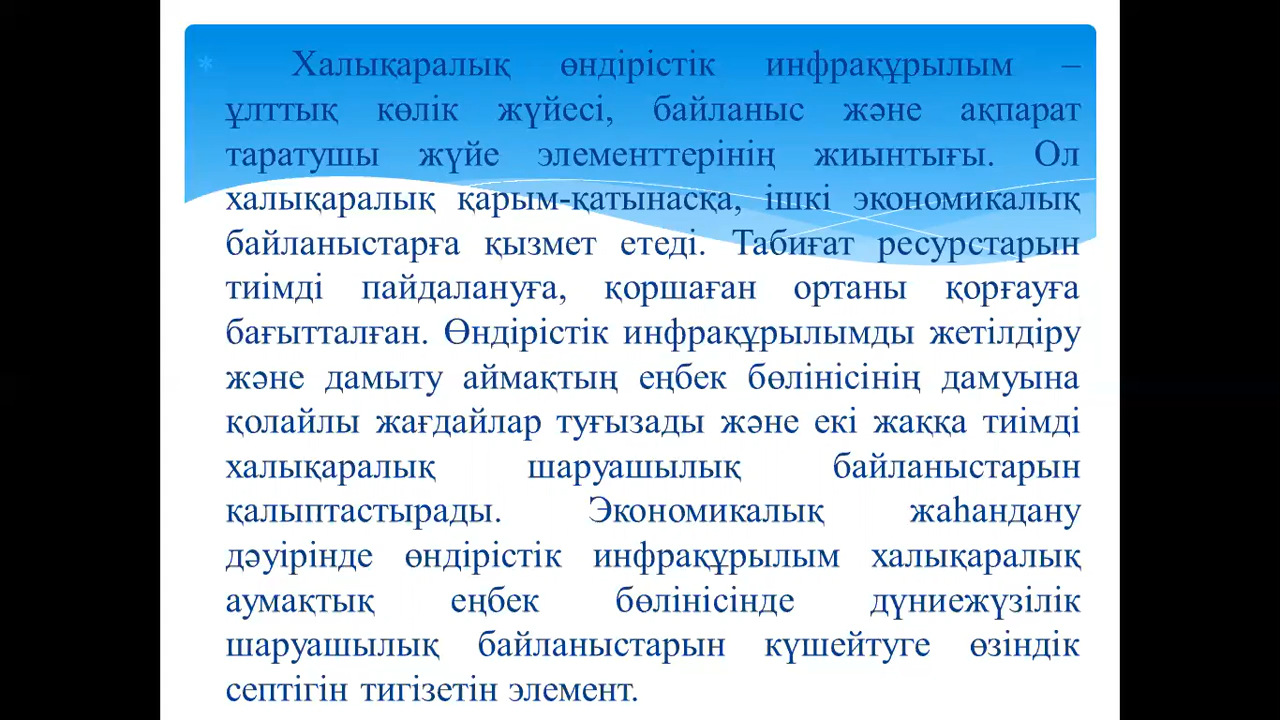 Халықаралық өндірістік инфрақұрылым –
ұлттық көлік жүйесі, байланыс және ақпарат
таратушы жүйе элементтерінің жиынтығы. Ол
халықаралық қарым-қатынасқа, ішкі экономикалық
байланыстарға қызмет етеді. Табиғат ресурстарын
тиімді пайдалануға, қоршаған ортаны қорғауға
бағытталған. Өндірістік инфрақұрылымды жетілдіру
және дамыту аймақтың еңбек бөлінісінің дамуына
қолайлы жағдайлар туғызады және екі жаққа тиімді
халықаралық шаруашылық байланыстарын
қалыптастырады. Экономикалық жаһандану
дәуірінде өндірістік инфрақұрылым халықаралық
аумақтық еңбек бөлінісінде дүниежүзілік
шаруашылық байланыстарын күшейтуге өзіндік
септігін тигізетін элемент.